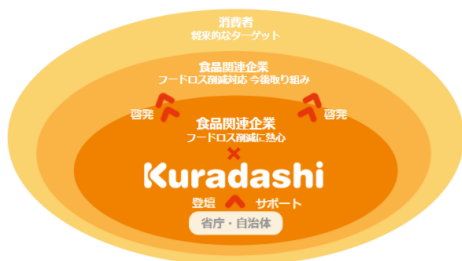 消費者
将来的なターゲット
食品関連企業
フードロス削減対応 今後取り組み
啓発 啓発
食品関連企業
フードロス削減に熱心
×
Kuradashi
登壇 サポート
省庁・自治体